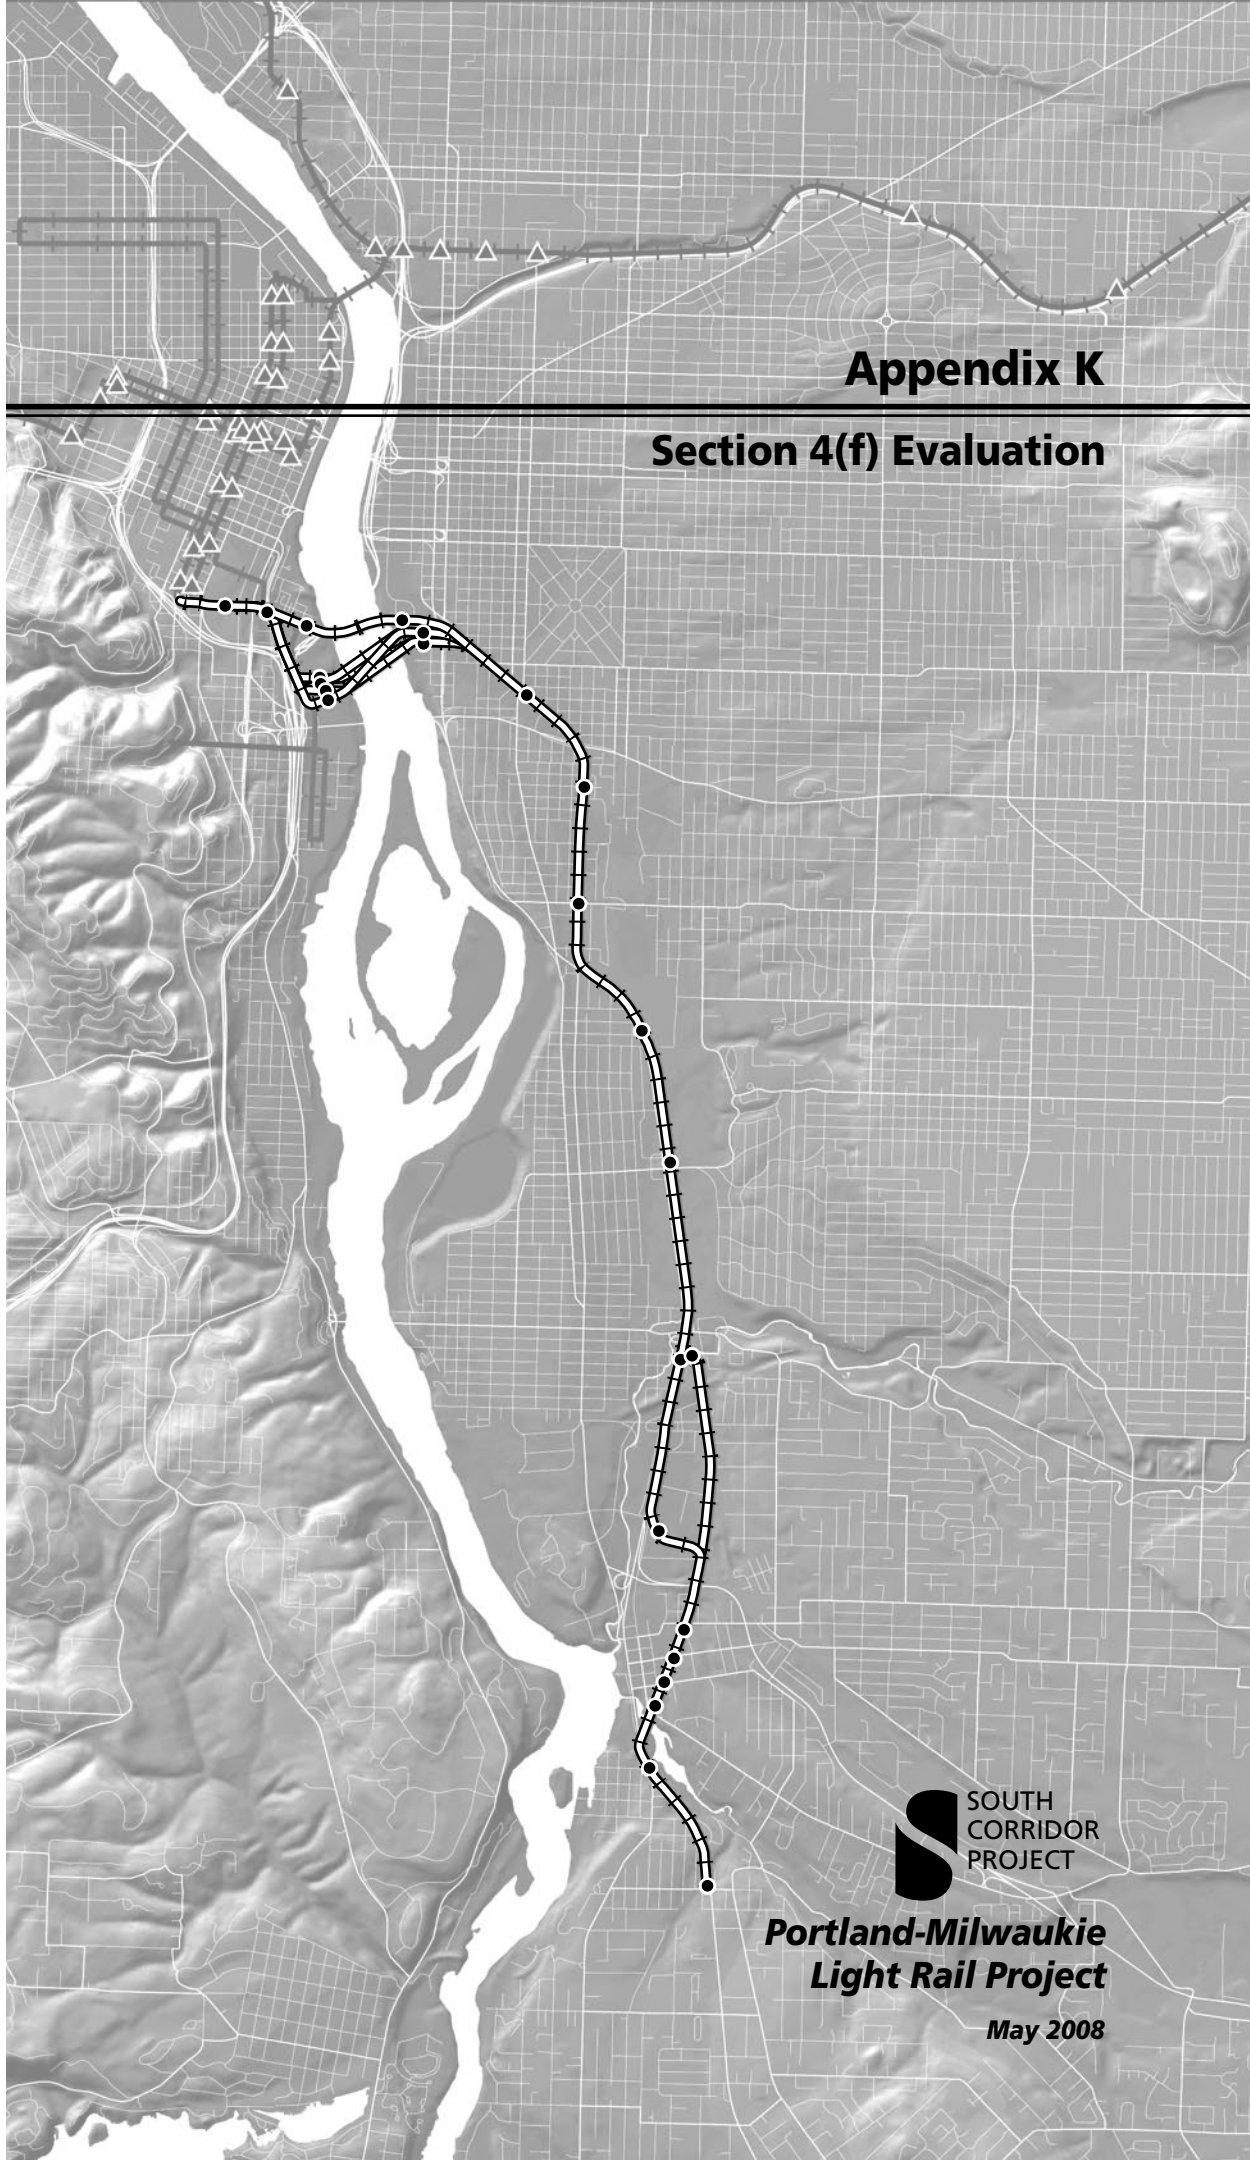 Appendix K
Section 4(f) Evaluation
SOUTH
CORRIDOR
PROJECT
Portland-Milwaukie
Light Rail Project
May 2008